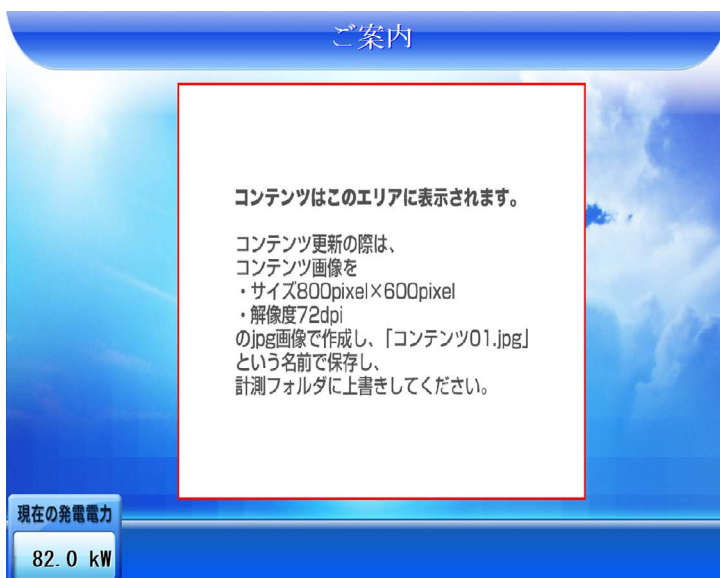 ご案内
コンテンツはこのエリアに表示されます。
コンテンツ更新の際は、
コンテンツ画像を
・サイズ800pixel×600pixel
・解像度72dpi
のjpg画像で作成し、「コンテンツ01.jpg」
という名前で保存し、
計測フォルダに上書きしてください。
現在の発電電力
82.0 kW